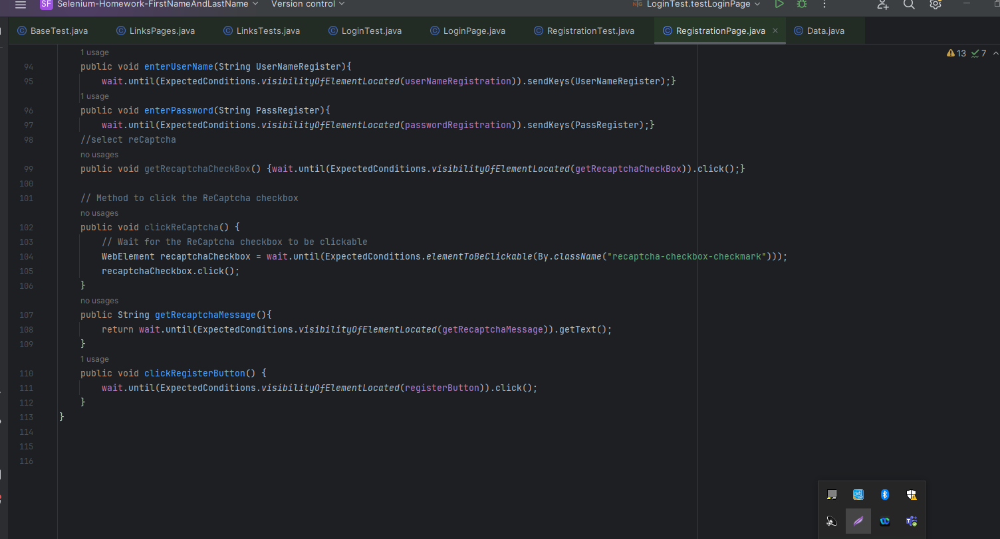 SF Selenium-Homework-FirstNameAndLastName Version control LoginTest.testLoginPage
BaseTest.java LinksPages.java LinksTests.java LoginTest.java LoginPage.java RegistrationTest.java RegistrationPage.java Data.java
13 7
1 usage
94 public void enterUserName(String UserNameRegister){
95 wait.until(ExpectedConditions.visibilityOfElementLocated(userNameRegistration)).sendKeys(UserNameRegister);}
1 usage
96 public void enterPassword(String PassRegister){
97 wait.until(ExpectedConditions.visibilityOfElementLocated(passwordRegistration)).sendKeys(PassRegister);}
98 //select reCaptcha
no usages
99 public void getRecaptchaCheckBox() {wait.until(ExpectedConditions.visibilityOfElementLocated(getRecaptchaCheckBox)).click();}
100
101 // Method to click the ReCaptcha checkbox
no usages
102 public void clickReCaptcha() {
103 // Wait for the ReCaptcha checkbox to be clickable
104 WebElement recaptchaCheckbox = wait.until(ExpectedConditions.elementToBeClickable(By.className("recaptcha-checkbox-checkmark")));
105 recaptchaCheckbox.click();
106 }
no usages
107 public String getRecaptchaMessage(){
108 return wait.until(ExpectedConditions.visibilityOfElementLocated(getRecaptchaMessage)).getText();
109 }
1 usage
110 public void clickRegisterButton() {
111 wait.until(ExpectedConditions.visibilityOfElementLocated(registerButton)).click();
112 }
113 }
114
115
116